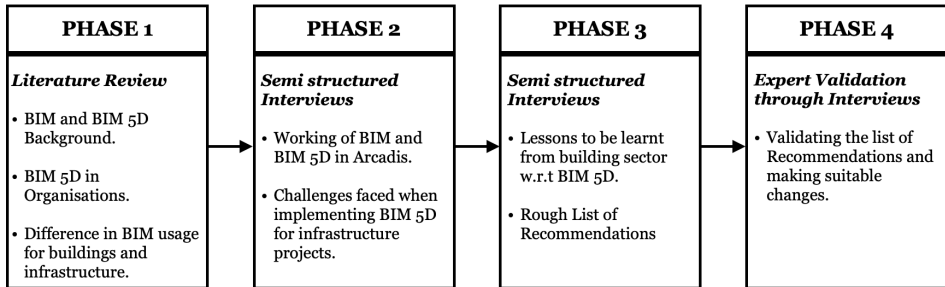 PHASE 1
Literature Review
• BIM and BIM 5D
Background.
• BIM 5D in
Organisations.
• Difference in BIM usage
for buildings and
infrastructure.
PHASE 2
Semi structured
Interviews
• Working of BIM and
BIM 5D in Arcadis.
• Challenges faced when
implementing BIM 5D
for infrastructure
projects.
PHASE 3
Semi structured
Interviews
• Lessons to be learnt
from building sector
w.r.t BIM 5D.
• Rough List of
Recommendations
PHASE 4
Expert Validation
through Interviews
• Validating the list of
Recommendations and
making suitable
changes.